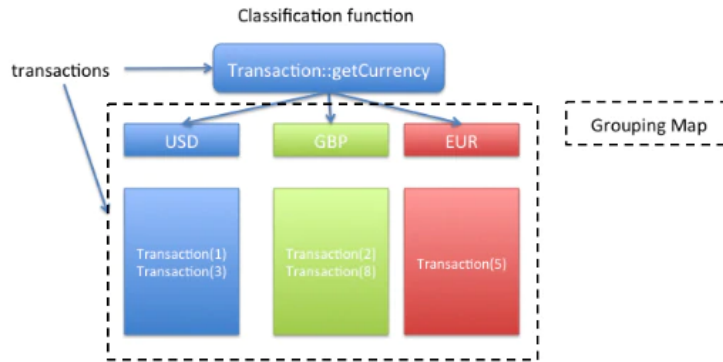 Classification function
transactions
Transaction::getCurrency
Grouping Map
USD
GBP
EUR
Transaction(1)
Transaction(3)
Transaction(2)
Transaction(8)
Transaction(5)